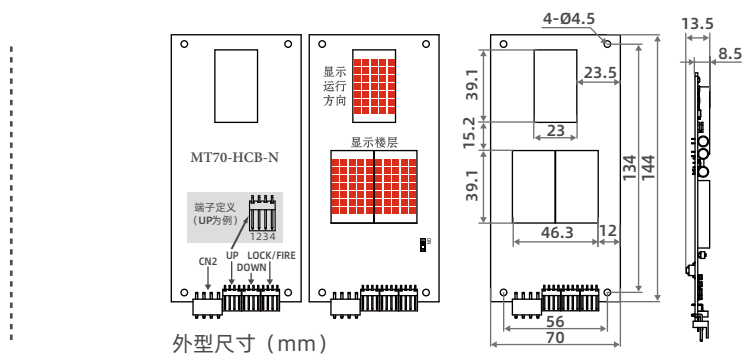 MT70-HCB-N
端子定义
(UP为例)
1234
CN2
UP
DOWN
LOCK/FIRE
显示
运行
方向
显示楼层
4-Ø4.5
39.1
23.5
23
15.2
39.1
46.3
12
134
144
56
70
13.5
8.5
外型尺寸(mm)